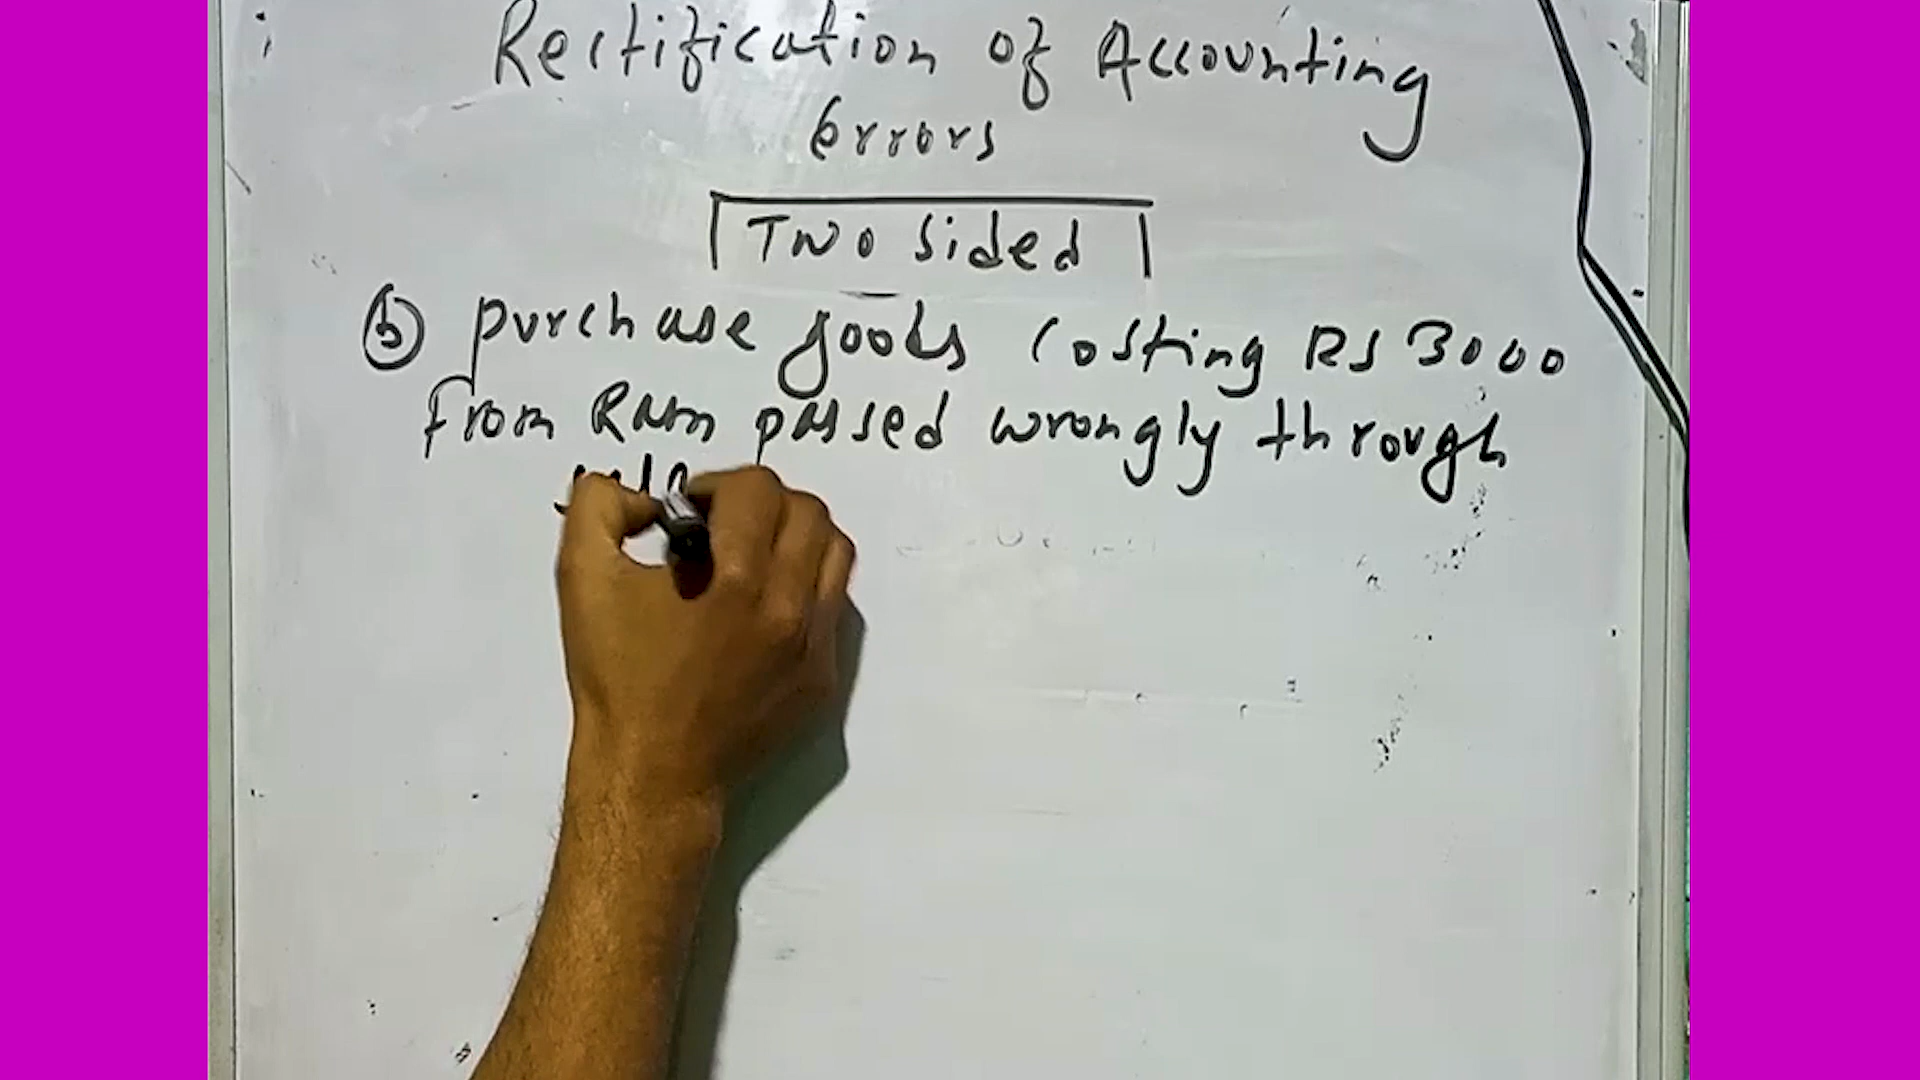 Rectification of Accounting
Errors
Two Sided
⑤ purchase goods costing RS 3000
From Ram passed wrongly through